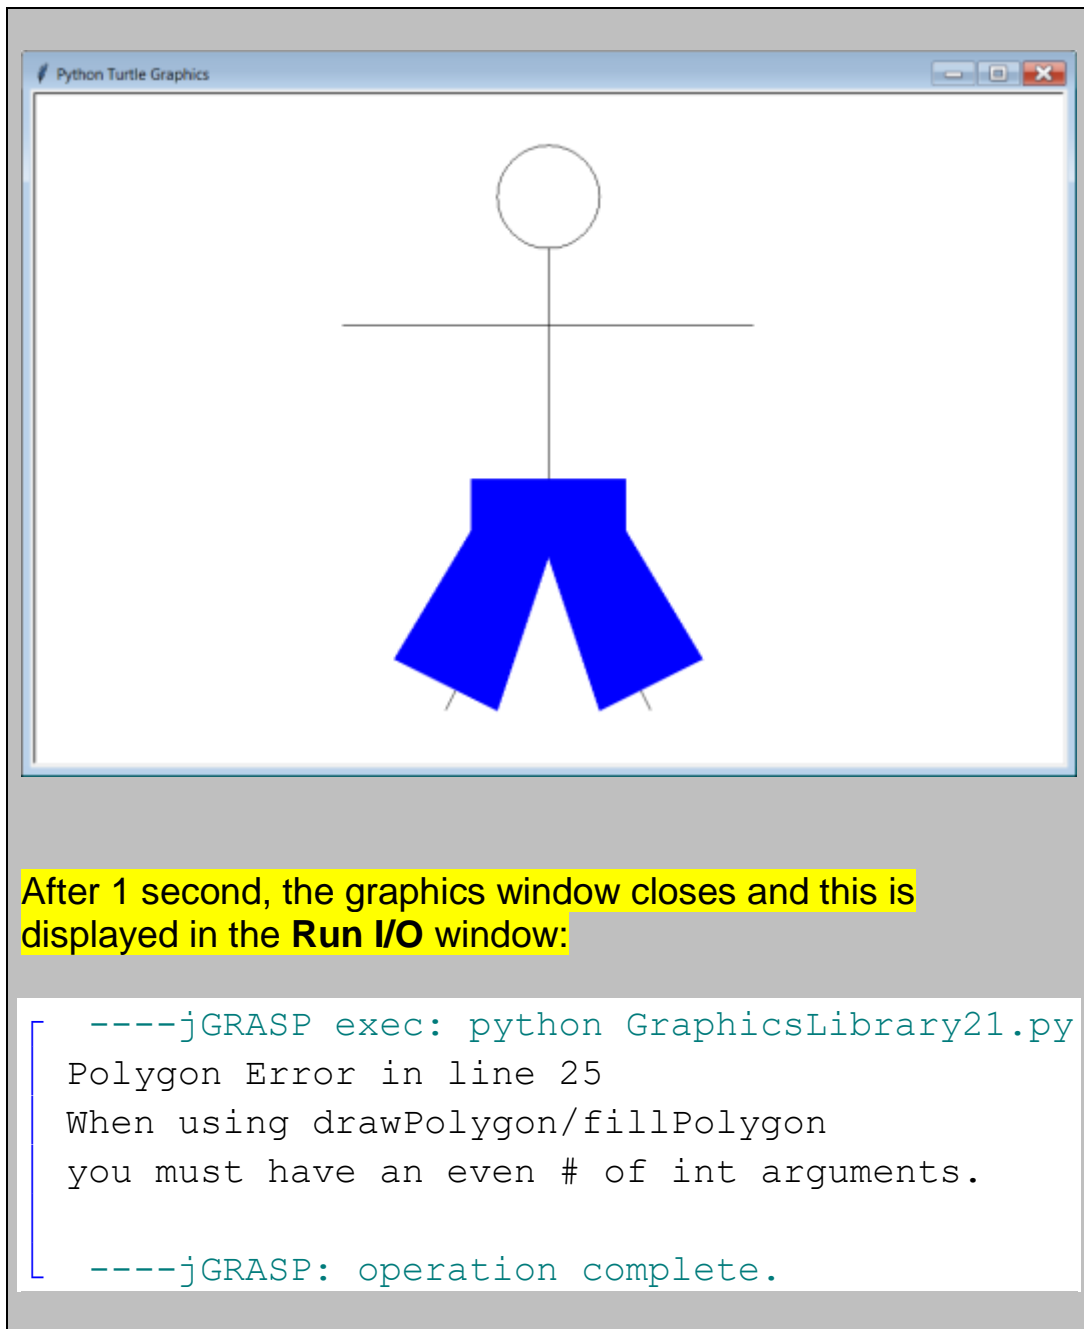 Python Turtle Graphics
After 1 second, the graphics window closes and this is
displayed in the Run I/O window:
----jGRASP exec: python GraphicsLibrary21.py
Polygon Error in line 25
When using drawPolygon/fillPolygon
you must have an even # of int arguments.
----jGRASP: operation complete.